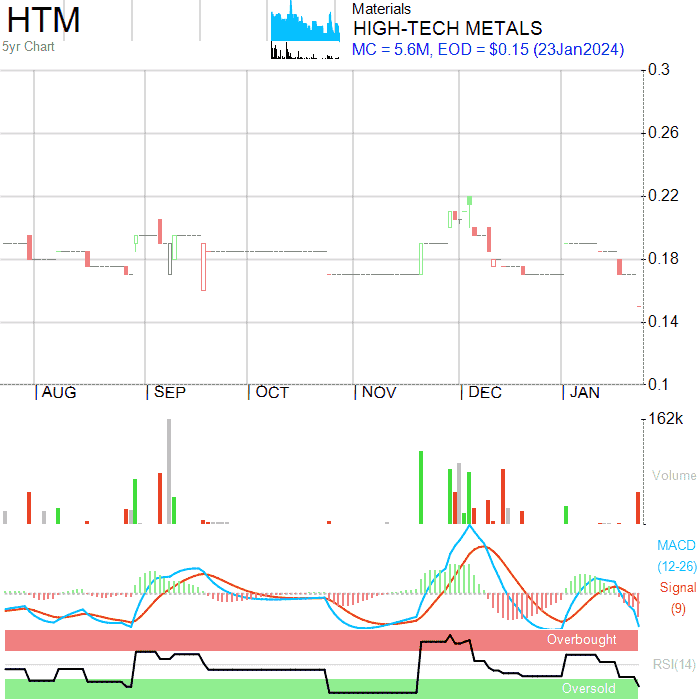 HTM
5yr Chart
Materials
HIGH-TECH METALS
MC = 5.6M, EOD = $0.15 (23Jan2024)
0.3
0.26
0.22
0.18
0.14
0.1
AUG SEP OCT NOV DEC JAN
162k
Volume
MACD
(12-26)
Signal
(9)
Overbought
RSI(14)
Oversold